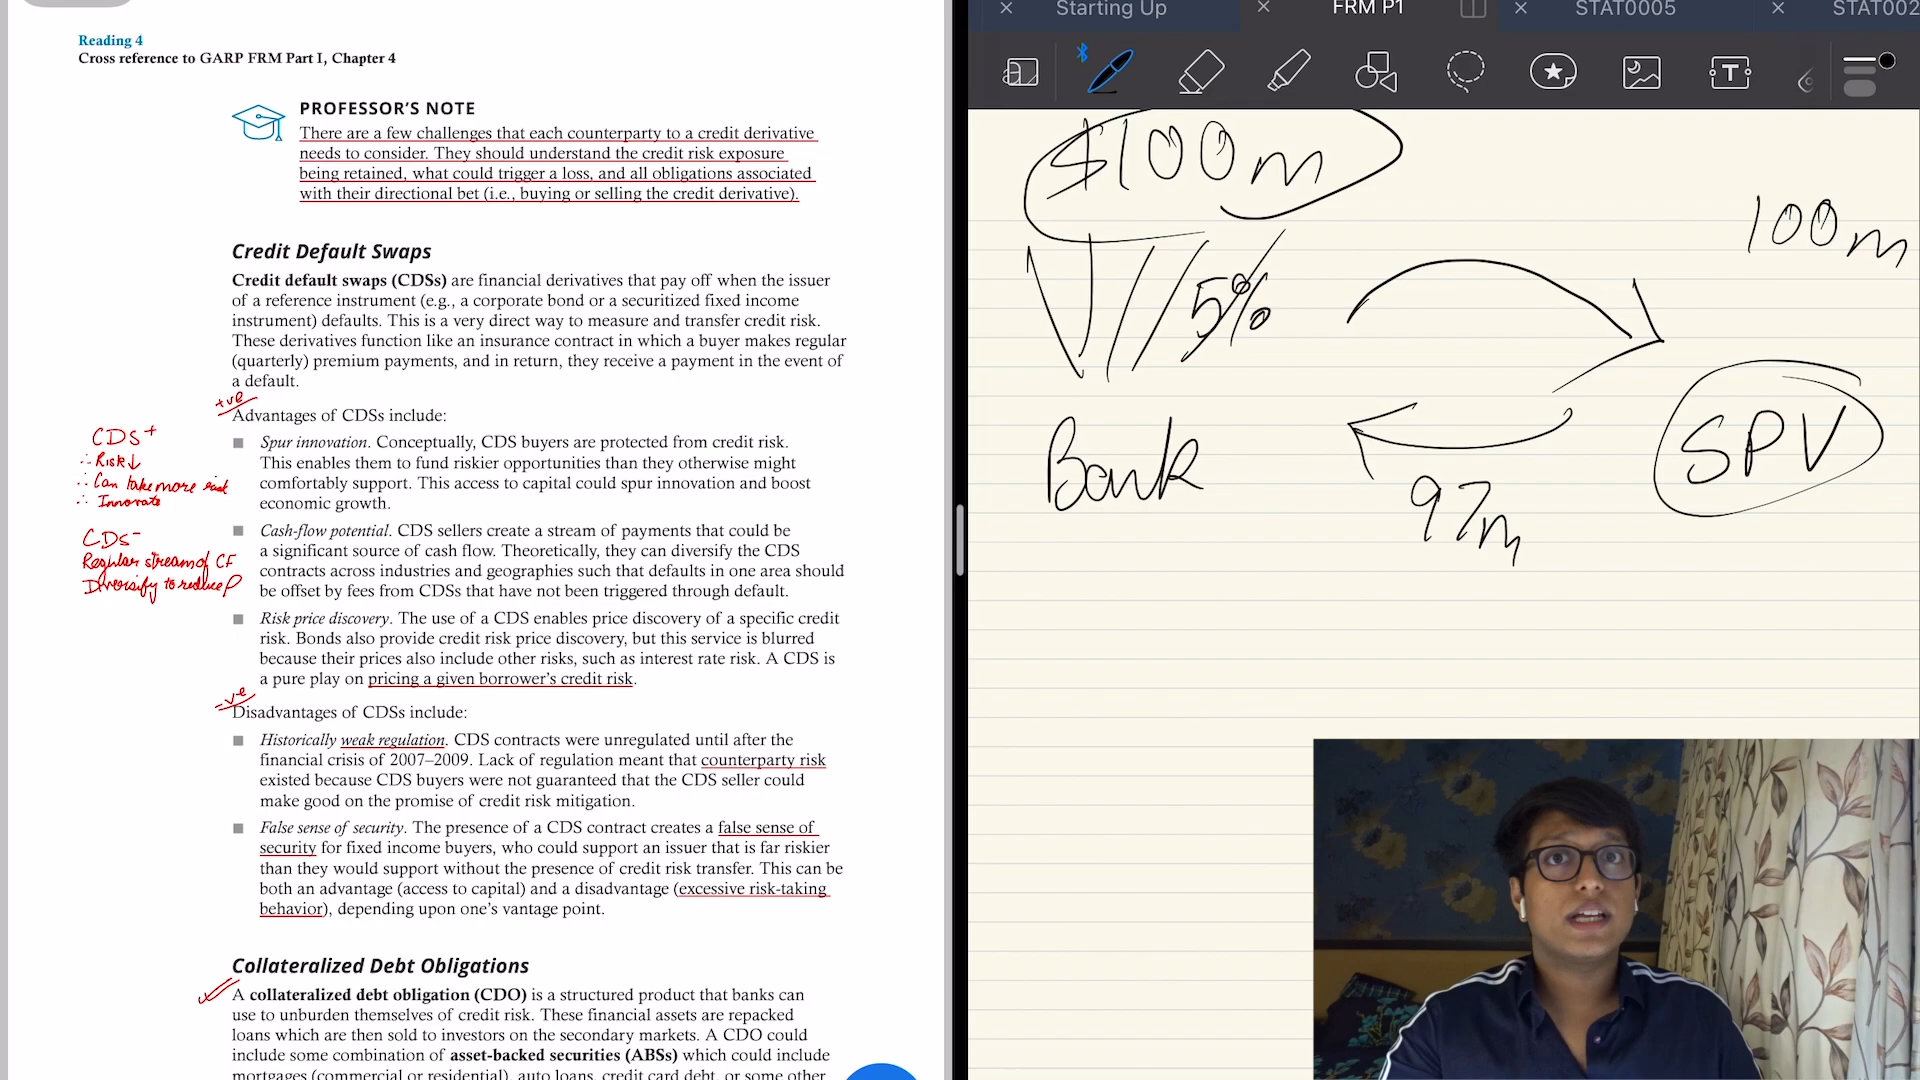 Reading 4
Cross reference to GARP FRM Part I, Chapter 4
PROFESSOR'S NOTE
There are a few challenges that each counterparty to a credit derivative
needs to consider. They should understand the credit risk exposure
being retained, what could trigger a loss, and all obligations associated
with their directional bet (i.e., buying or selling the credit derivative).
Credit Default Swaps
Credit default swaps (CDSs) are financial derivatives that pay off when the issuer
of a reference instrument (e.g., a corporate bond or a securitized fixed income
instrument) defaults. This is a very direct way to measure and transfer credit risk.
These derivatives function like an insurance contract in which a buyer makes regular
(quarterly) premium payments, and in return, they receive a payment in the event of
a default.
+ve
Advantages of CDSs include:
Spur innovation. Conceptually, CDS buyers are protected from credit risk.
This enables them to fund riskier opportunities than they otherwise might
comfortably support. This access to capital could spur innovation and boost
economic growth.
Cash-flow potential. CDS sellers create a stream of payments that could be
a significant source of cash flow. Theoretically, they can diversify the CDS
contracts across industries and geographies such that defaults in one area should
be offset by fees from CDSs that have not been triggered through default.
Risk price discovery. The use of a CDS enables price discovery of a specific credit
risk. Bonds also provide credit risk price discovery, but this service is blurred
because their prices also include other risks, such as interest rate risk. A CDS is
a pure play on pricing a given borrower's credit risk.
-ve
Disadvantages of CDSs include:
Historically weak regulation. CDS contracts were unregulated until after the
financial crisis of 2007–2009. Lack of regulation meant that counterparty risk
existed because CDS buyers were not guaranteed that the CDS seller could
make good on the promise of credit risk mitigation.
False sense of security. The presence of a CDS contract creates a false sense of
security for fixed income buyers, who could support an issuer that is far riskier
than they would support without the presence of credit risk transfer. This can be
both an advantage (access to capital) and a disadvantage (excessive risk-taking
behavior), depending upon one's vantage point.
Collateralized Debt Obligations
A collateralized debt obligation (CDO) is a structured product that banks can
use to unburden themselves of credit risk. These financial assets are repacked
loans which are then sold to investors on the secondary markets. A CDO could
include some combination of asset-backed securities (ABSs) which could include
mortgages (commercial or residential), auto loans, credit card debt, or some other
CDS+
∴ Risk↓
∴ Can take more risk
∴ Innovate
CDS-
Regular stream of CF
Diversify to reduce ρ
Starting Up
FRM P1
STAT0005
STAT002
$100m
5%
100m
Bank
97m
SPV